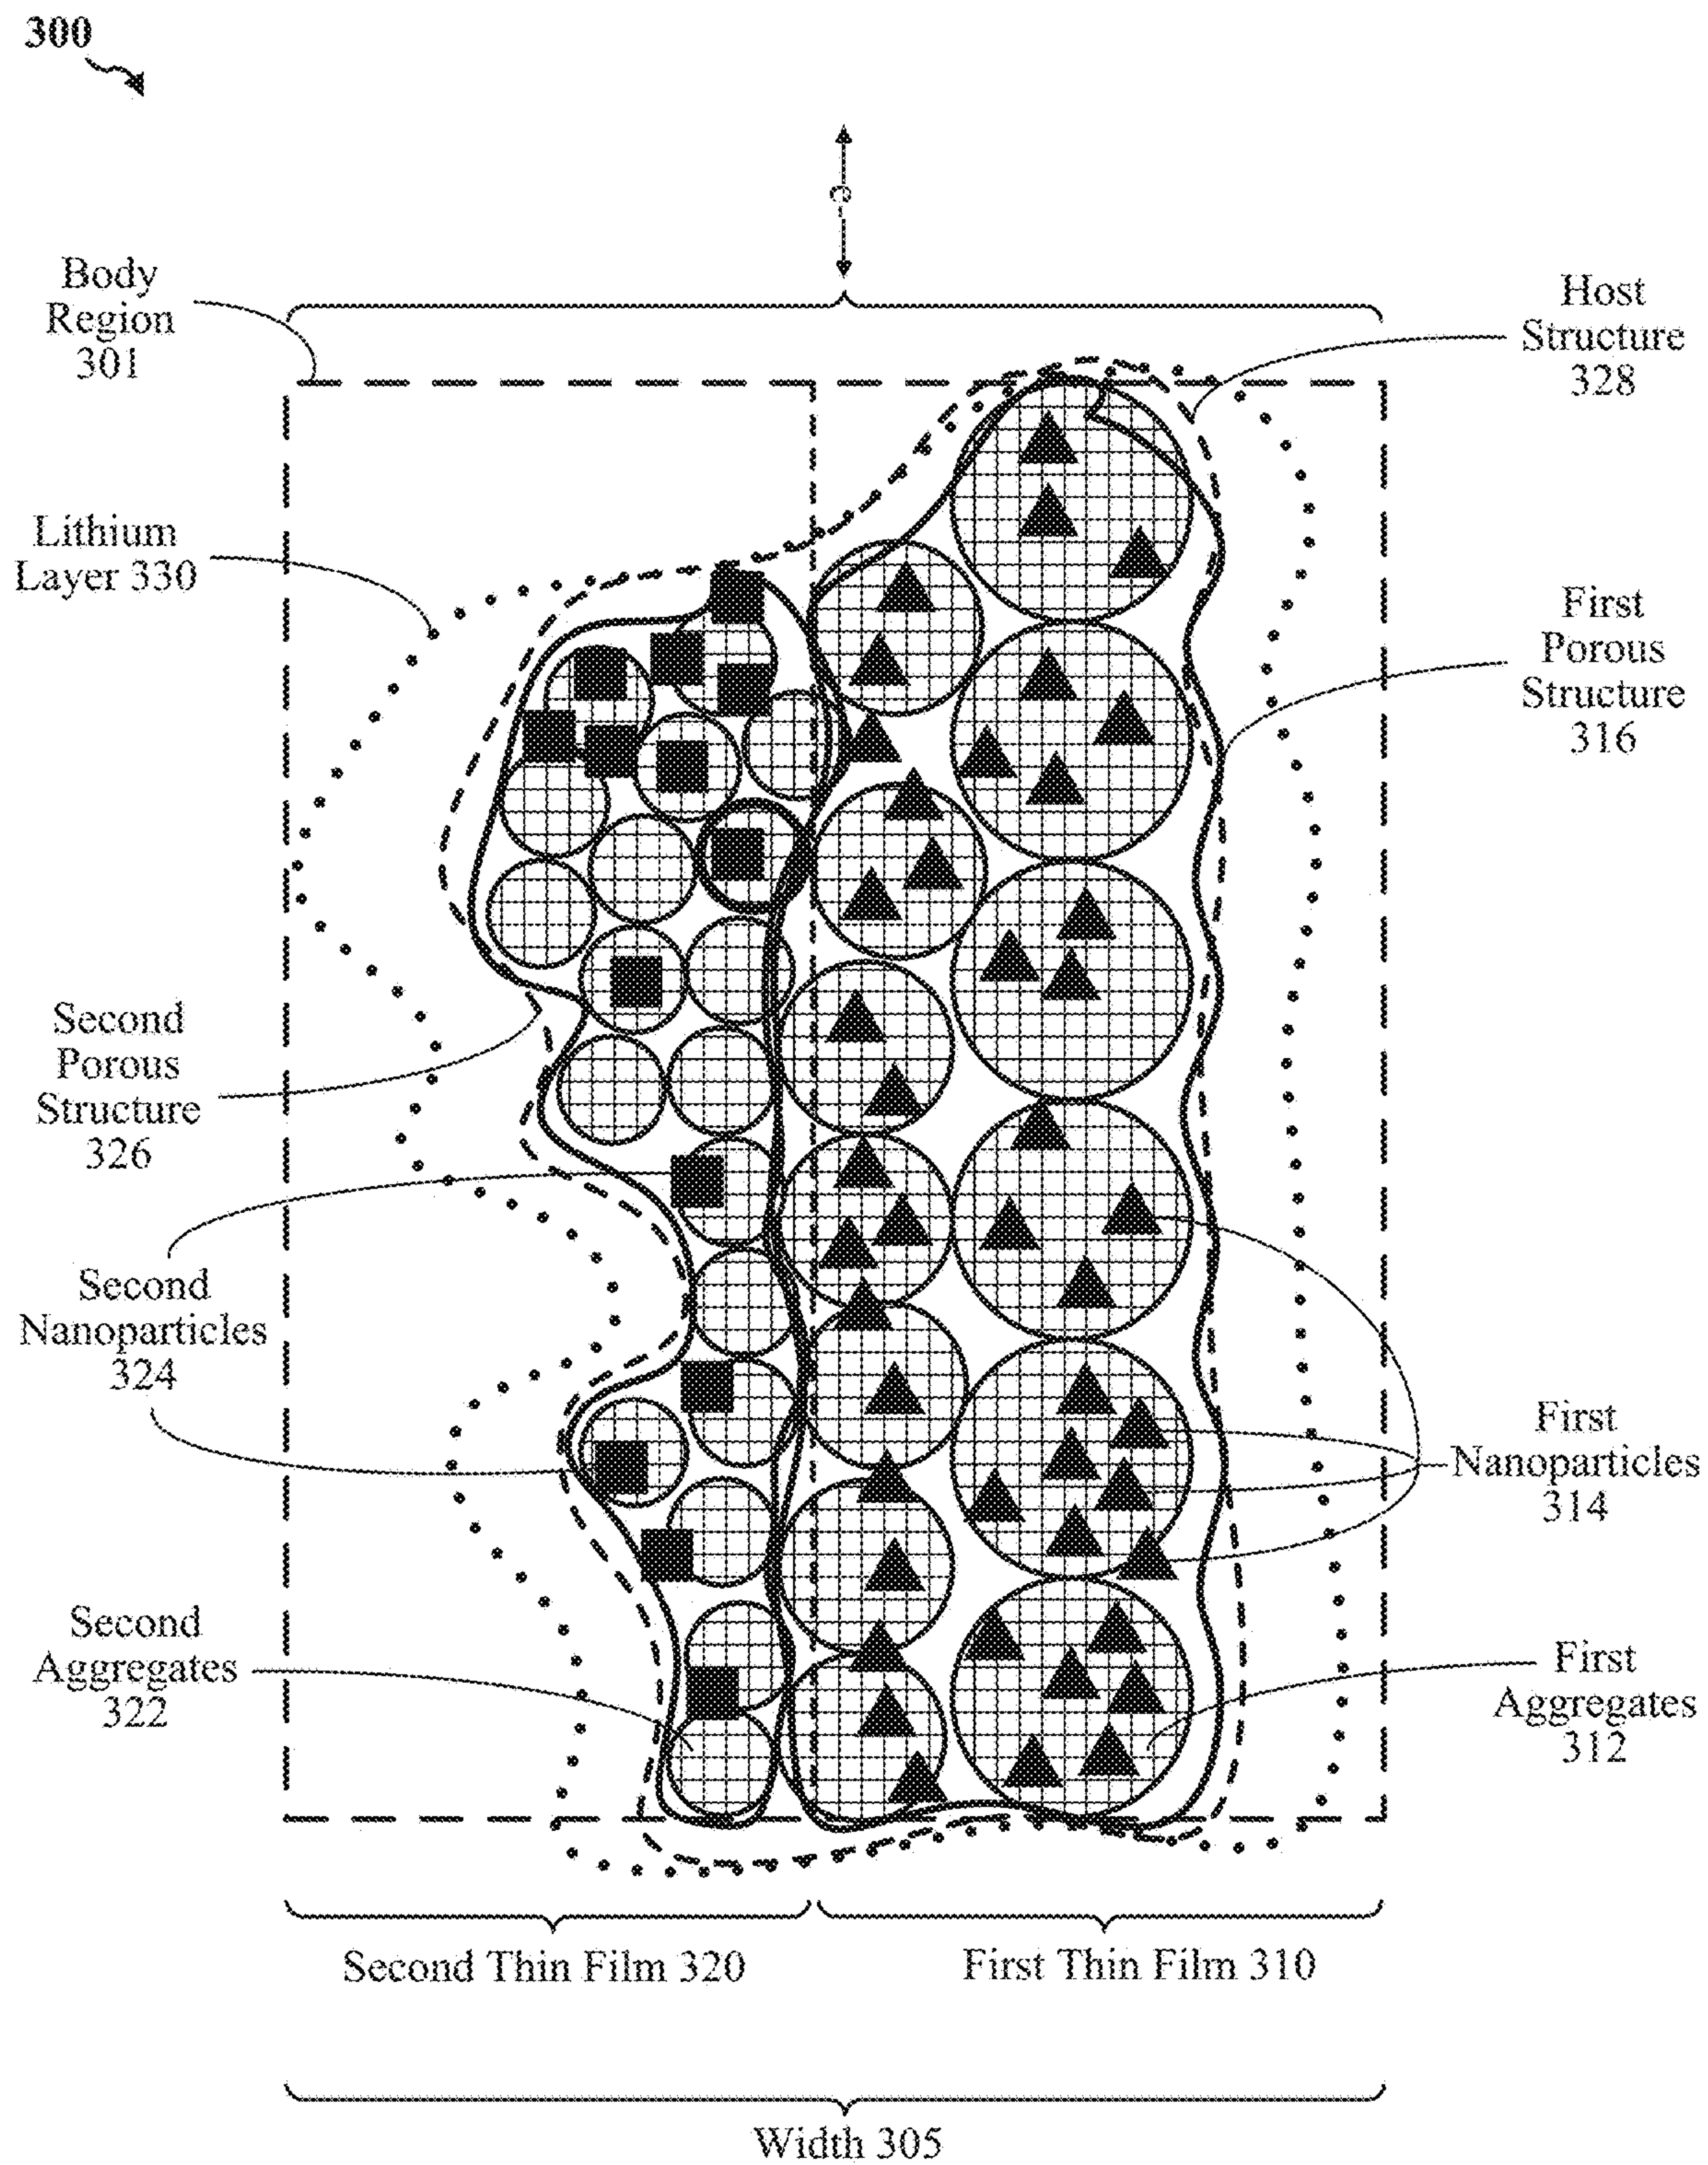 300
e
Body
Region
301
Host
Structure
328
Lithium
Layer 330
First
Porous
Structure
316
Second
Porous
Structure
326
Second
Nanoparticles
324
First
Nanoparticles
314
Second
Aggregates
322
First
Aggregates
312
Second Thin Film 320
First Thin Film 310
Width 305